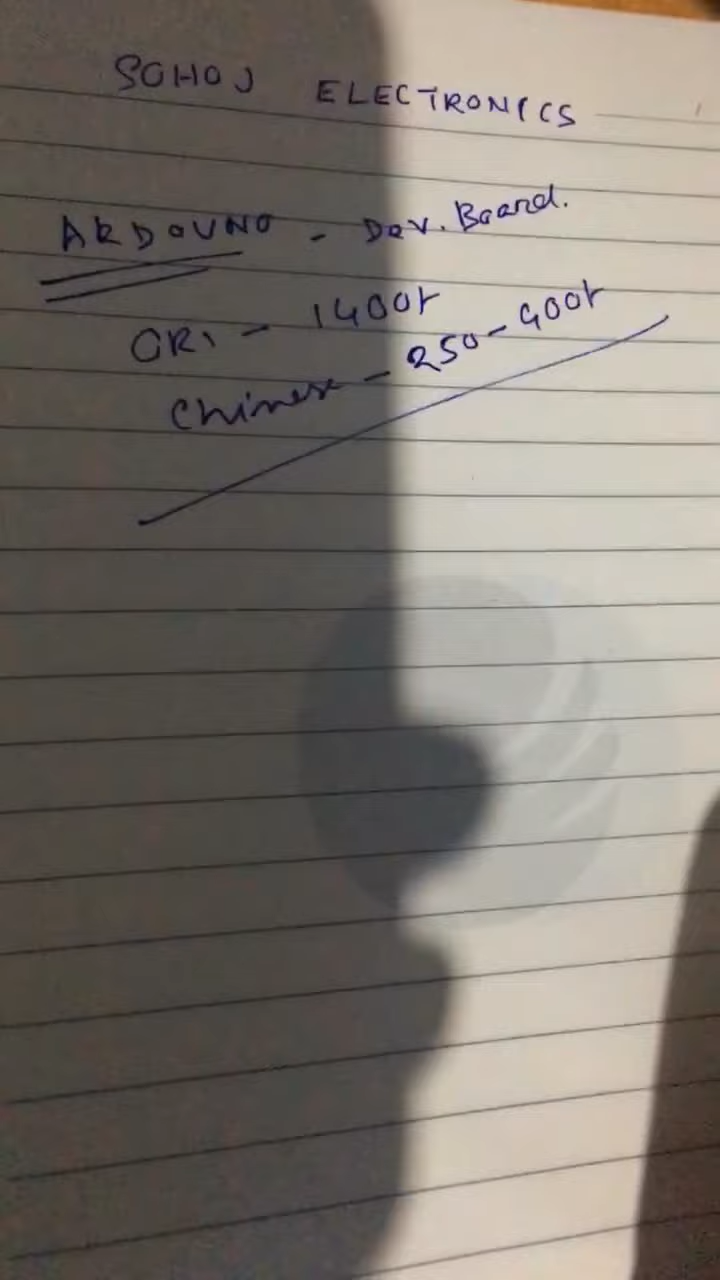 SOHOJ ELECTRONICS
ARDOUNO - Dev. Board.
ORI - 1400৳
Chinese - 250-400৳